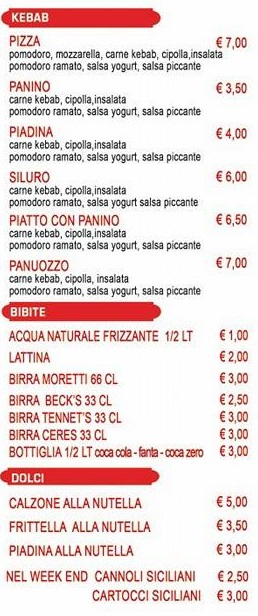 KEBAB
PIZZA € 7,00
pomodoro, mozzarella, carne kebab, cipolla,insalata
pomodoro ramato, salsa yogurt, salsa piccante
PANINO € 3,50
carne kebab, cipolla,insalata
pomodoro ramato, salsa yogurt, salsa piccante
PIADINA € 4,00
carne kebab, cipolla,insalata
pomodoro ramato, salsa yogurt, salsa piccante
SILURO € 6,00
carne kebab, cipolla,insalata
pomodoro ramato, salsa yogurt salsa piccante
PIATTO CON PANINO € 6,50
carne kebab, cipolla,insalata
pomodoro ramato, salsa yogurt, salsa piccante
PANUOZZO € 7,00
carne kebab, cipolla, insalata
pomodoro ramato, salsa yogurt, salsa piccante
BIBITE
ACQUA NATURALE FRIZZANTE 1/2 LT € 1,00
LATTINA € 2,00
BIRRA MORETTI 66 CL € 3,00
BIRRA BECK'S 33 CL € 2,50
BIRRA TENNET'S 33 CL € 3,00
BIRRA CERES 33 CL € 3,00
BOTTIGLIA 1/2 LT coca cola - fanta - coca zero € 3,00
DOLCI
CALZONE ALLA NUTELLA € 5,00
FRITTELLA ALLA NUTELLA € 3,50
PIADINA ALLA NUTELLA € 3,00
NEL WEEK END CANNOLI SICILIANI € 2,50
CARTOCCI SICILIANI € 3,00